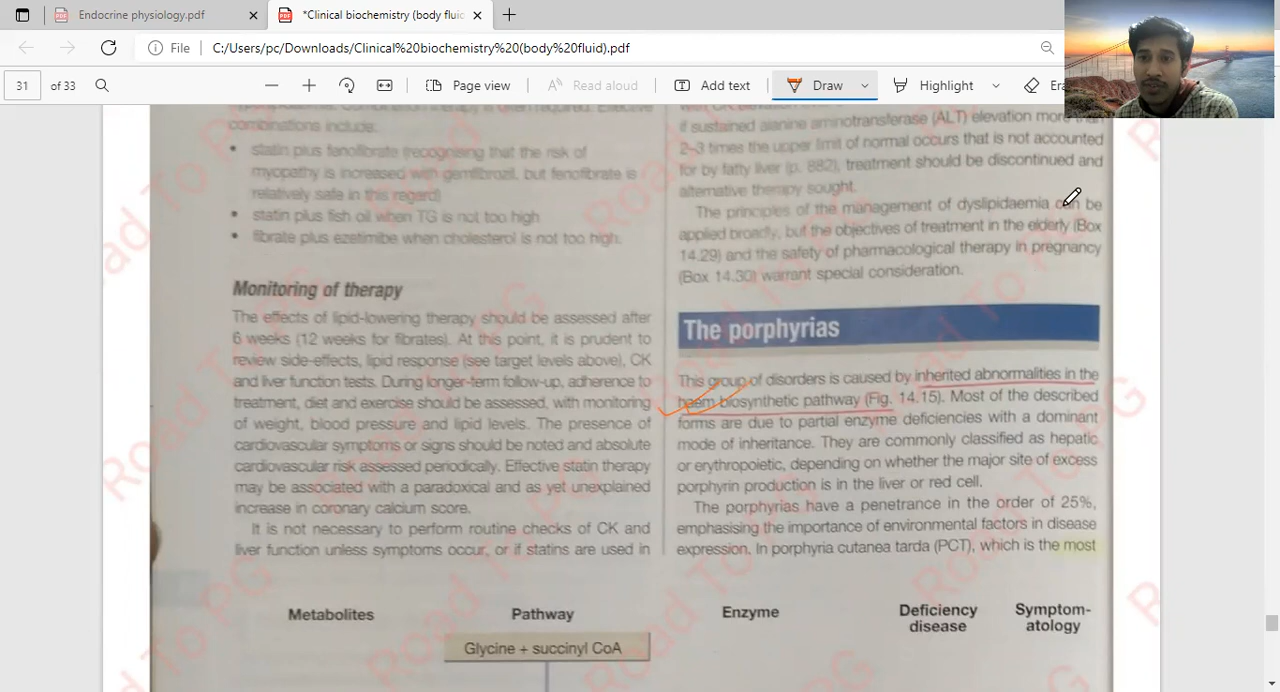 Endocrine physiology.pdf
*Clinical biochemistry (body fluid
File
C:/Users/pc/Downloads/Clinical%20biochemistry%20(body%20fluid).pdf
31 of 33
Page view
Read aloud
Add text
Draw
Highlight
combinations include:
• statin plus fenofibrate (recognising that the risk of
myopathy is increased with gemfibrozil, but fenofibrate is
relatively safe in this regard)
• statin plus fish oil when TG is not too high
• fibrate plus ezetimibe when cholesterol is not too high.
Monitoring of therapy
The effects of lipid-lowering therapy should be assessed after
6 weeks (12 weeks for fibrates). At this point, it is prudent to
review side-effects, lipid response (see target levels above), CK
and liver function tests. During longer-term follow-up, adherence to
treatment, diet and exercise should be assessed, with monitoring
of weight, blood pressure and lipid levels. The presence of
cardiovascular symptoms or signs should be noted and absolute
cardiovascular risk assessed periodically. Effective statin therapy
may be associated with a paradoxical and as yet unexplained
increase in coronary calcium score.
It is not necessary to perform routine checks of CK and
liver function unless symptoms occur, or if statins are used in
if sustained alanine aminotransferase (ALT) elevation more than
2–3 times the upper limit of normal occurs that is not accounted
for by fatty liver (p. 882), treatment should be discontinued and
alternative therapy sought.
The principles of the management of dyslipidaemia can be
applied broadly, but the objectives of treatment in the elderly (Box
14.29) and the safety of pharmacological therapy in pregnancy
(Box 14.30) warrant special consideration.
The porphyrias
This group of disorders is caused by inherited abnormalities in the
haem biosynthetic pathway (Fig. 14.15). Most of the described
forms are due to partial enzyme deficiencies with a dominant
mode of inheritance. They are commonly classified as hepatic
or erythropoietic, depending on whether the major site of excess
porphyrin production is in the liver or red cell.
The porphyrias have a penetrance in the order of 25%,
emphasising the importance of environmental factors in disease
expression. In porphyria cutanea tarda (PCT), which is the most
Metabolites Pathway Enzyme Deficiency disease Symptom-atology
Glycine + succinyl CoA
Road To PG